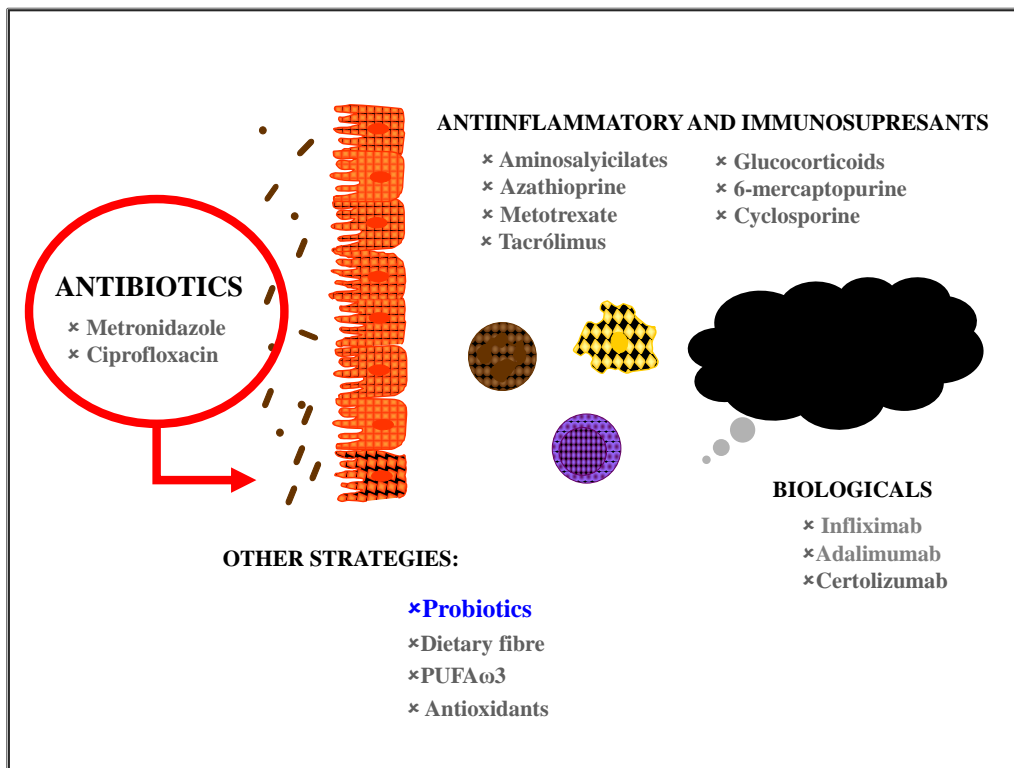 ANTIINFLAMMATORY AND IMMUNOSUPRESANTS
× Aminosalyicilates
× Azathioprine
× Metotrexate
× Tacrólimus
× Glucocorticoids
× 6-mercaptopurine
× Cyclosporine
ANTIBIOTICS
× Metronidazole
× Ciprofloxacin
BIOLOGICALS
× Infliximab
× Adalimumab
× Certolizumab
OTHER STRATEGIES:
× Probiotics
× Dietary fibre
× PUFAω3
× Antioxidants